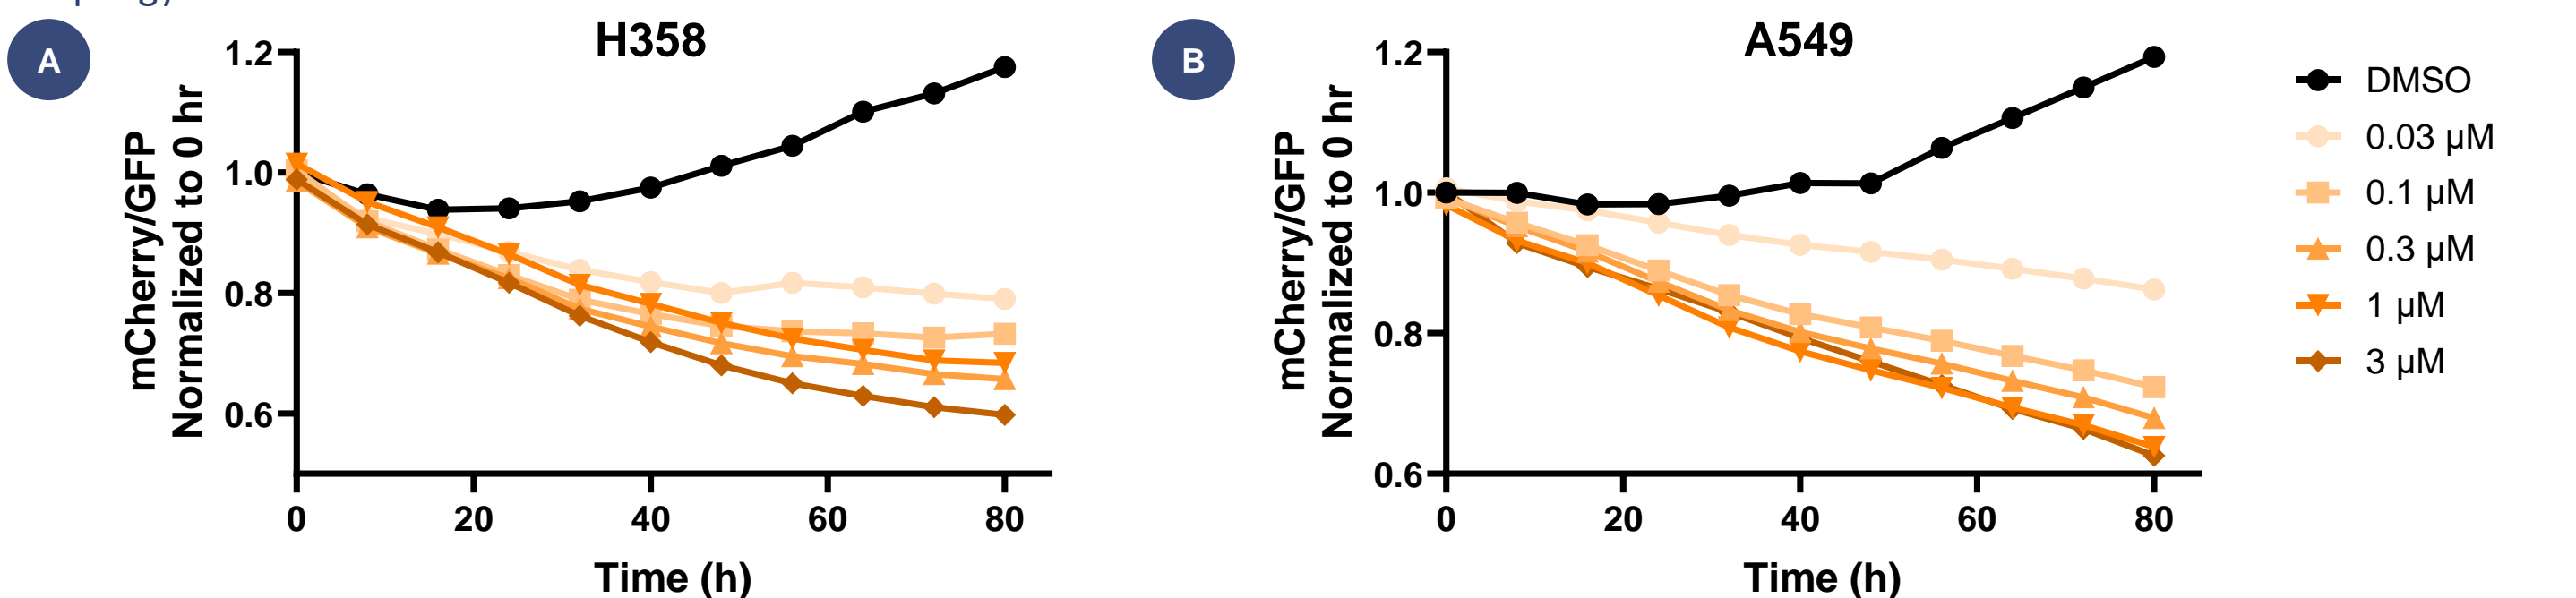 A
H358
1.2
1.0
0.8
0.6
mCherry/GFP
Normalized to 0 hr
0 20 40 60 80
Time (h)
B
A549
1.2
1.0
0.8
0.6
mCherry/GFP
Normalized to 0 hr
0 20 40 60 80
Time (h)
DMSO
0.03 µM
0.1 µM
0.3 µM
1 µM
3 µM